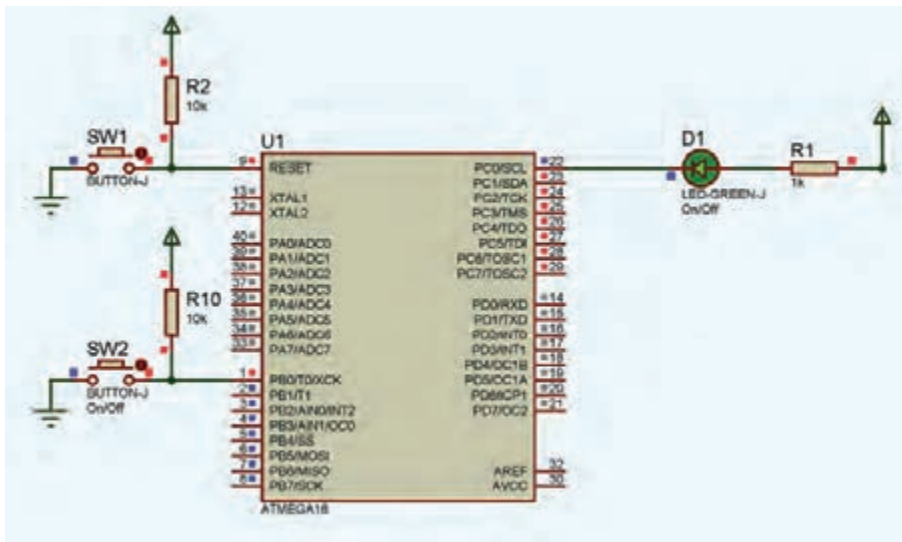 R2
10k
SW1
BUTTON-J
U1
9 RESET
13 XTAL1
12 XTAL2
40 PA0/ADC0
39 PA1/ADC1
38 PA2/ADC2
37 PA3/ADC3
36 PA4/ADC4
35 PA5/ADC5
34 PA6/ADC6
33 PA7/ADC7
1 PB0/T0/XCK
2 PB1/T1
3 PB2/AIN0/INT2
4 PB3/AIN1/OC0
5 PB4/SS
6 PB5/MOSI
7 PB6/MISO
8 PB7/SCK
PC0/SCL 22
PC1/SDA 23
PC2/TCK 24
PC3/TMS 25
PC4/TDO 26
PC5/TDI 27
PC6/TOSC1 28
PC7/TOSC2 29
PD0/RXD 14
PD1/TXD 15
PD2/INT0 16
PD3/INT1 17
PD4/OC1B 18
PD5/OC1A 19
PD6/ICP1 20
PD7/OC2 21
AREF 32
AVCC 30
ATMEGA16
R10
10k
SW2
BUTTON-J
On/Off
D1
LED-GREEN-J
On/Off
R1
1k